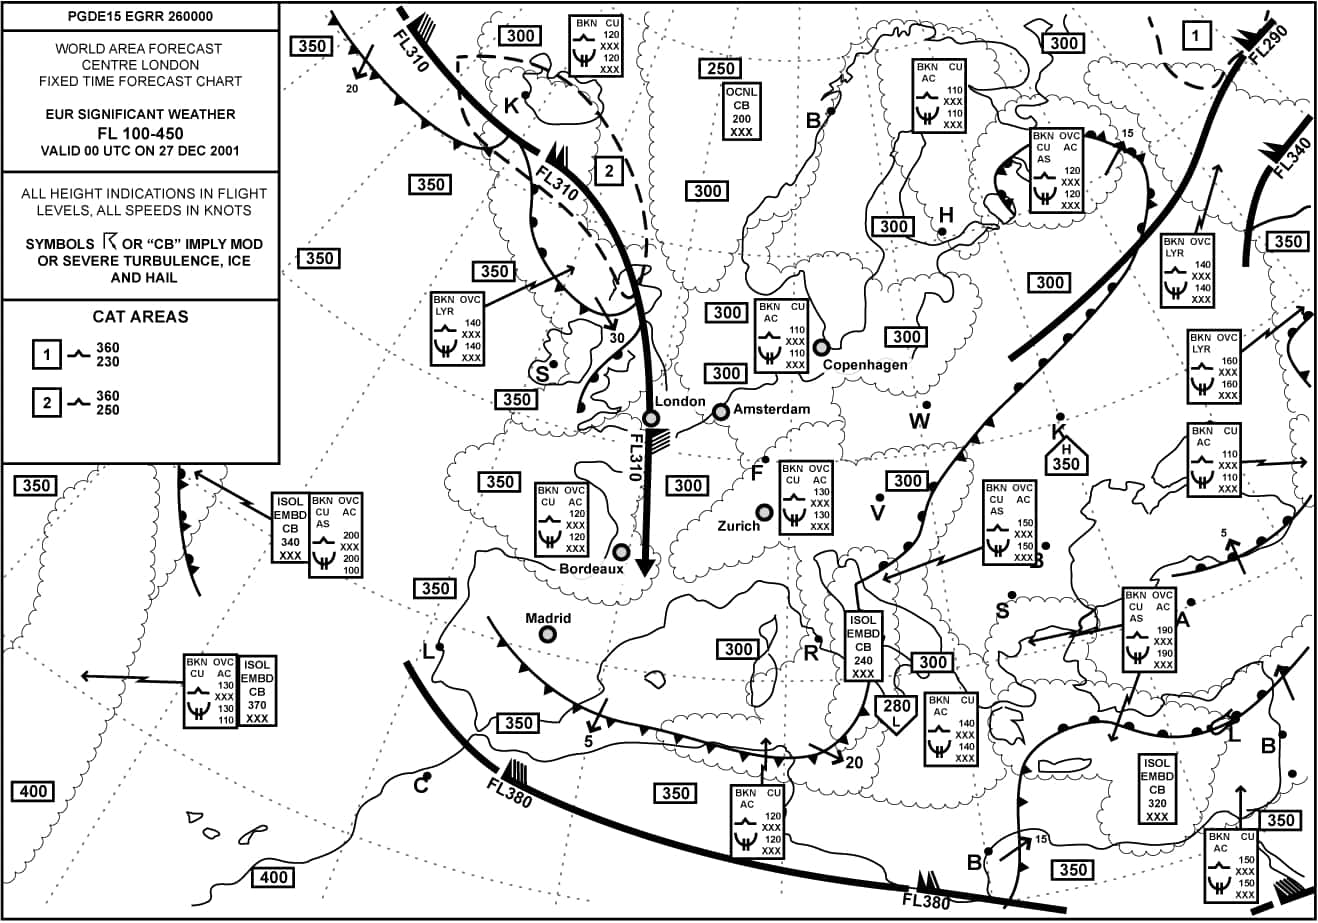 PGDE15 EGRR 260000
WORLD AREA FORECAST
CENTRE LONDON
FIXED TIME FORECAST CHART
EUR SIGNIFICANT WEATHER
FL 100-450
VALID 00 UTC ON 27 DEC 2001
ALL HEIGHT INDICATIONS IN FLIGHT
LEVELS, ALL SPEEDS IN KNOTS
SYMBOLS OR “CB” IMPLY MOD
OR SEVERE TURBULENCE, ICE
AND HAIL
CAT AREAS
1 360
230
2 360
250
350
20
FL310
300
BKN CU
120
XXX
120
XXX
K
250
OCNL
CB
200
XXX
B
BKN CU
AC
110
XXX
110
XXX
300
1
FL290
FL340
350
FL310
2
300
BKN OVC
CU AC
AS
120
XXX
120
XXX
15
350
350
300
H
300
BKN OVC
LYR
140
XXX
140
XXX
350
BKN OVC
LYR
140
XXX
140
XXX
30
S
350
300
BKN CU
AC
110
XXX
110
XXX
300
Copenhagen
300
BKN OVC
LYR
160
XXX
160
XXX
London
Amsterdam
W
K
H
350
BKN CU
AC
110
XXX
110
XXX
FL310
350
300
F
Zurich
BKN OVC
CU AC
130
XXX
130
XXX
V
300
BKN OVC
CU AC
AS
150
XXX
150
XXX
B
5
350
ISOL
EMBD
CB
340
XXX
BKN OVC
CU AC
AS
200
XXX
200
100
BKN OVC
CU AC
120
XXX
120
XXX
Bordeaux
350
Madrid
L
S
BKN OVC
CU AC
AS
190
XXX
190
XXX
A
BKN OVC
CU AC
130
XXX
130
110
ISOL
EMBD
CB
370
XXX
300
R
ISOL
EMBD
CB
240
XXX
300
280
L
BKN CU
AC
140
XXX
140
XXX
350
5
20
L
B
400
C
FL380
350
BKN CU
AC
120
XXX
120
XXX
ISOL
EMBD
CB
320
XXX
350
400
B
15
350
BKN CU
AC
150
XXX
150
XXX
FL380